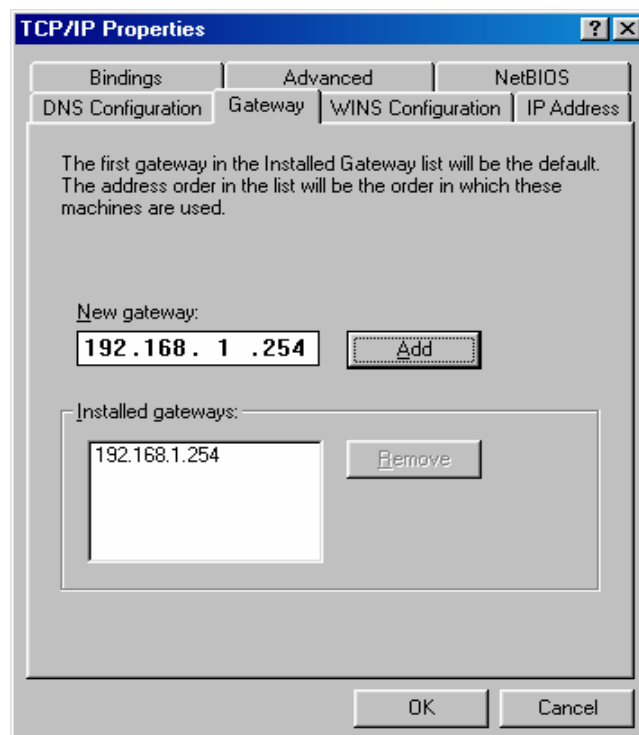 TCP/IP Properties
? X
Bindings Advanced NetBIOS
DNS Configuration Gateway WINS Configuration IP Address
The first gateway in the Installed Gateway list will be the default.
The address order in the list will be the order in which these
machines are used.
New gateway:
192.168. 1 .254 Add
Installed gateways:
192.168.1.254 Remove
OK Cancel